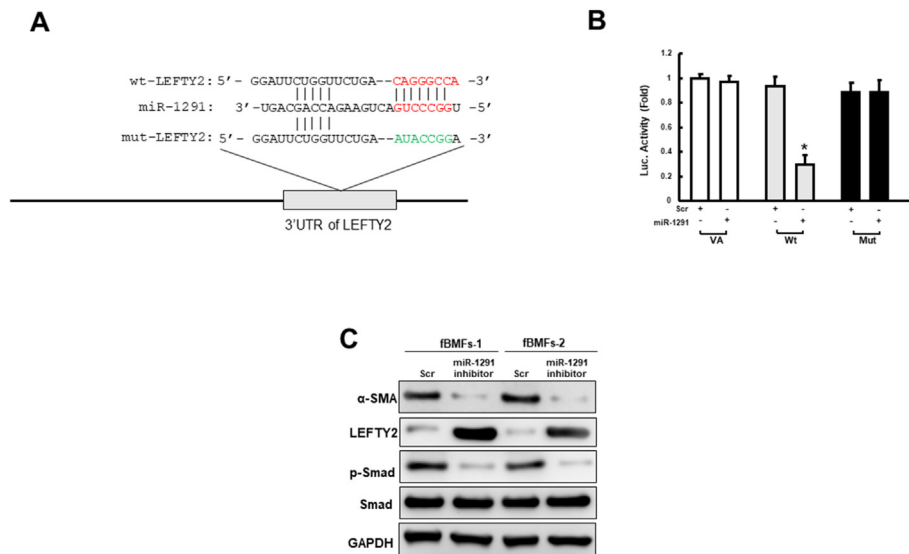 A
wt-LEFTY2: 5'- GGAUUCUGGUUCUGA--CAGGGCCA -3'
miR-1291: 3'-UGACGACCAGAAGUCAGUCCCGGU -5'
mut-LEFTY2: 5'- GGAUUCUGGUUCUGA--AUACCGGA -3'
3'UTR of LEFTY2
B
Luc. Activity (Fold)
1.2
1
0.8
0.6
0.4
0.2
0
*
Scr + - + - + -
miR-1291 - + - + - +
VA Wt Mut
C
fBMFs-1 fBMFs-2
Scr miR-1291 inhibitor Scr miR-1291 inhibitor
α-SMA
LEFTY2
p-Smad
Smad
GAPDH